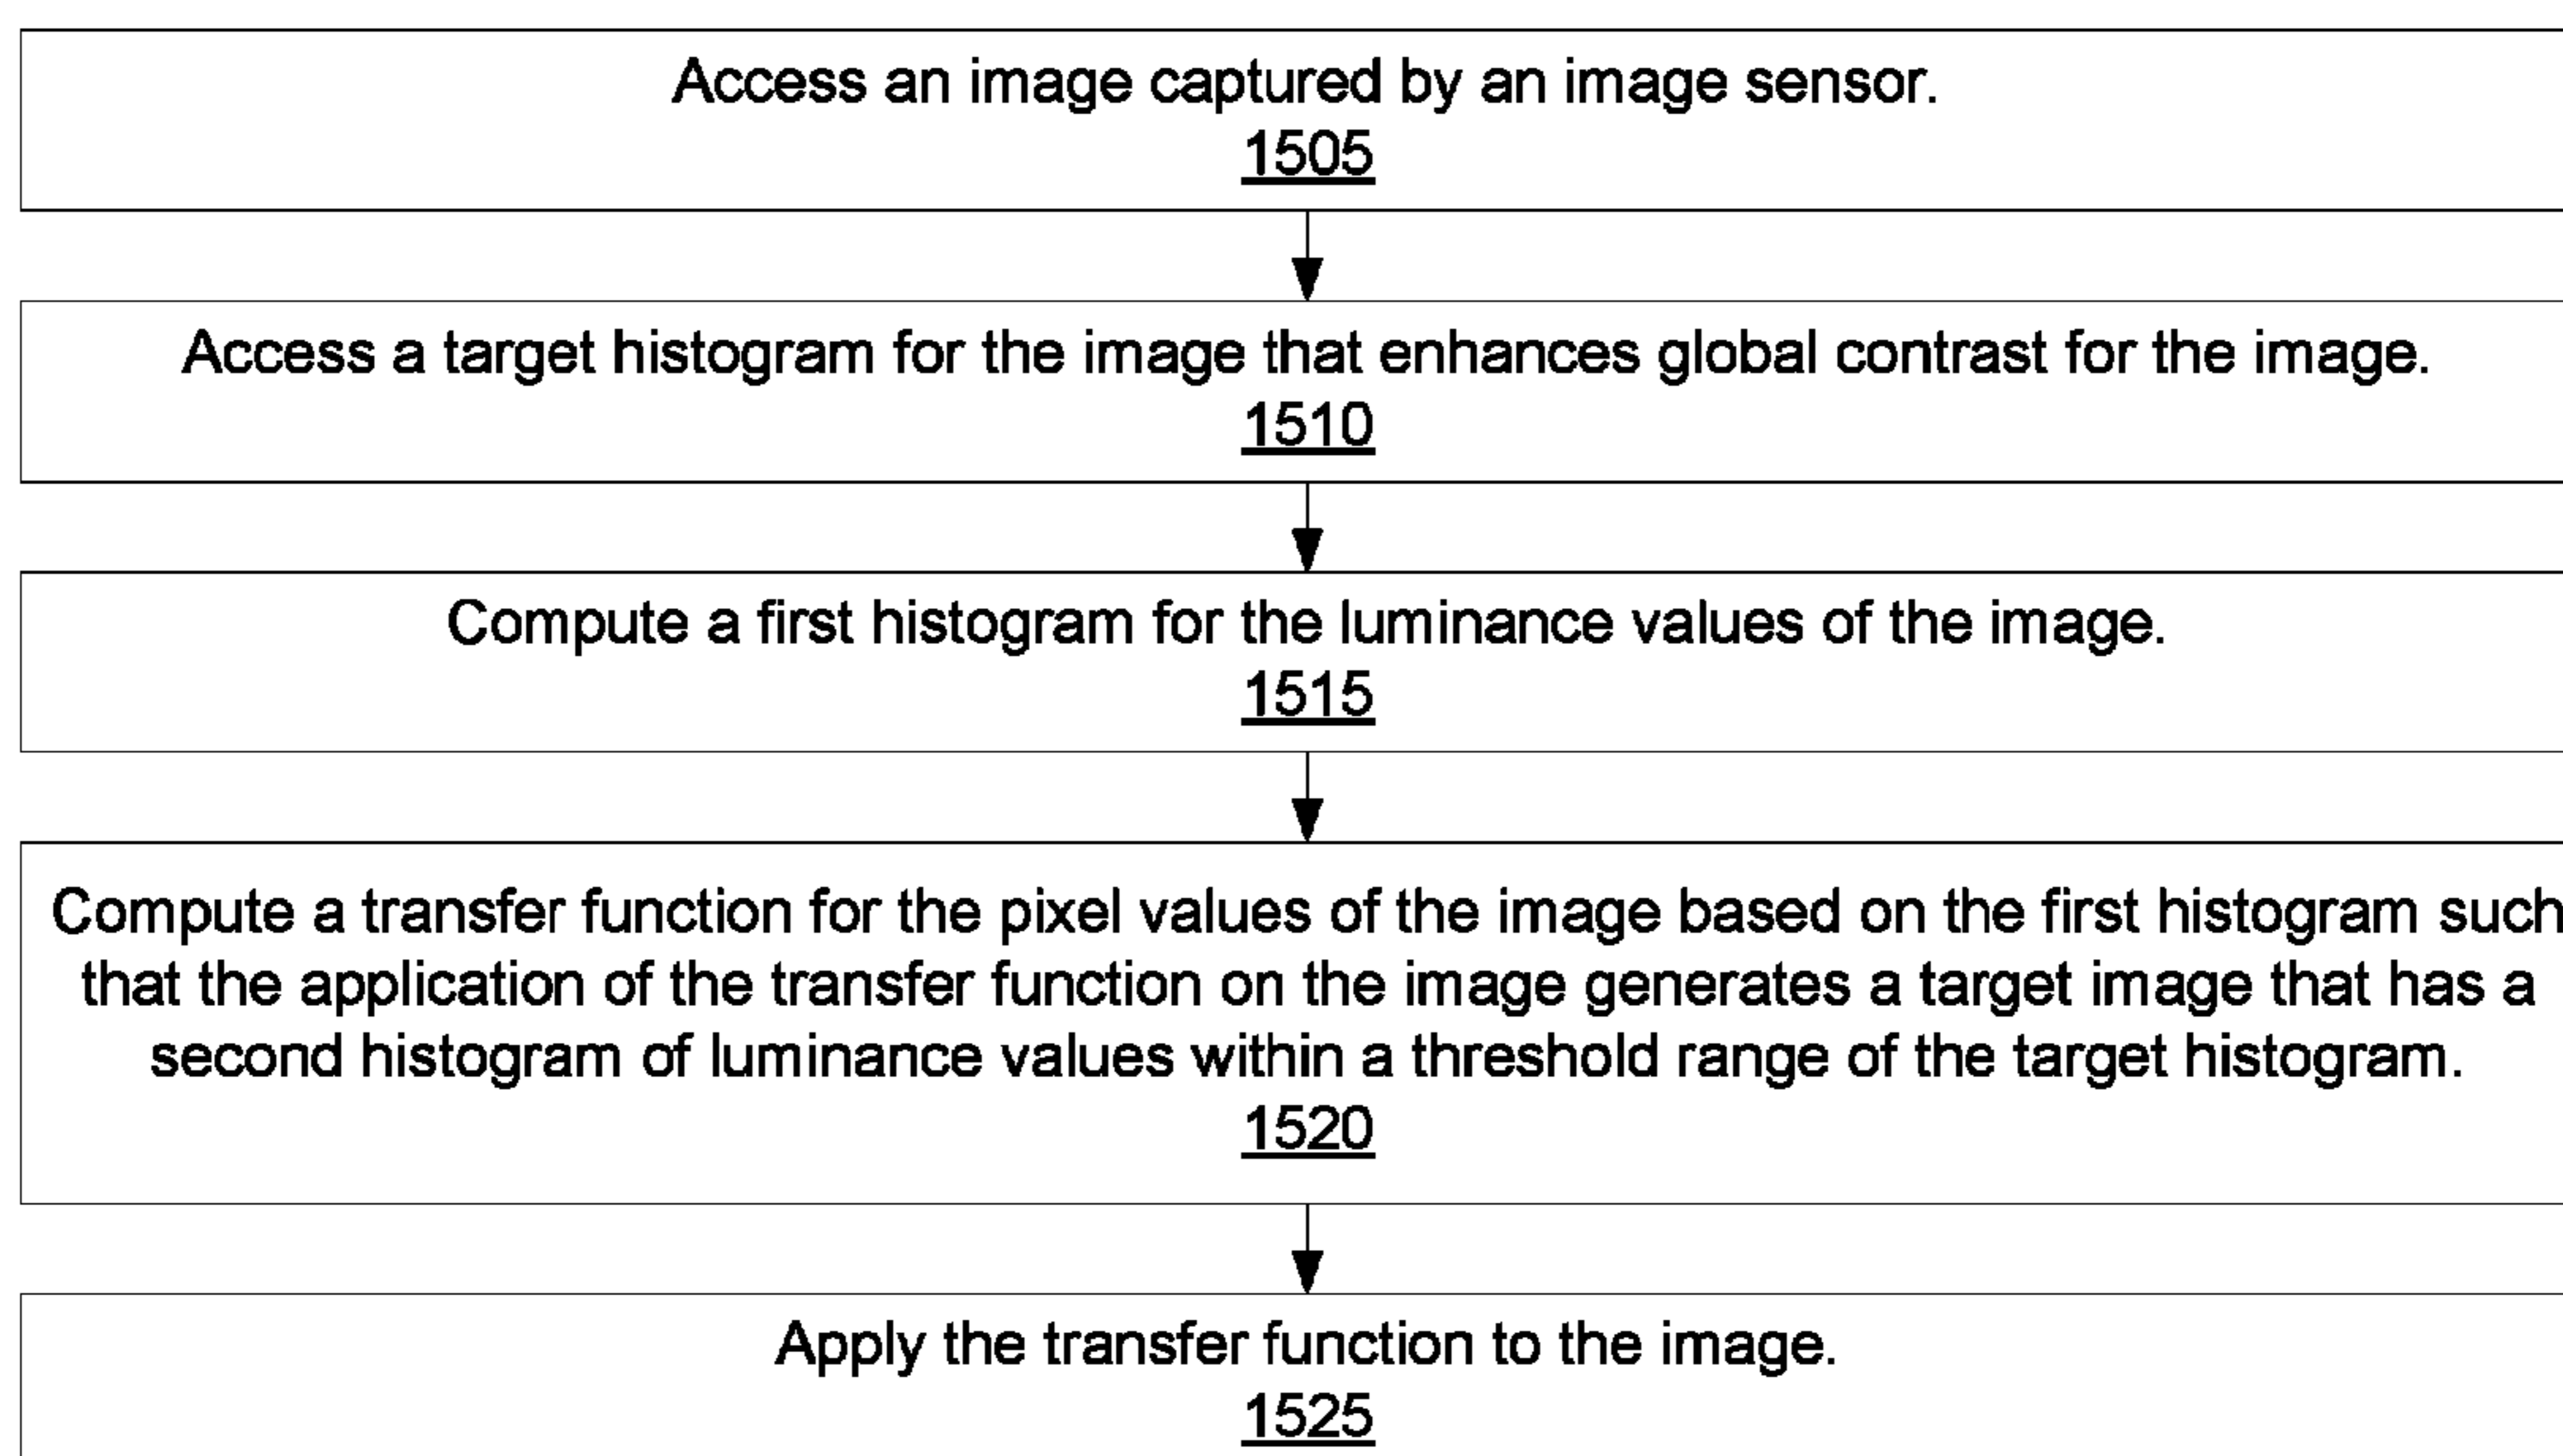 Access an image captured by an image sensor.
1505
Access a target histogram for the image that enhances global contrast for the image.
1510
Compute a first histogram for the luminance values of the image.
1515
Compute a transfer function for the pixel values of the image based on the first histogram such
that the application of the transfer function on the image generates a target image that has a
second histogram of luminance values within a threshold range of the target histogram.
1520
Apply the transfer function to the image.
1525